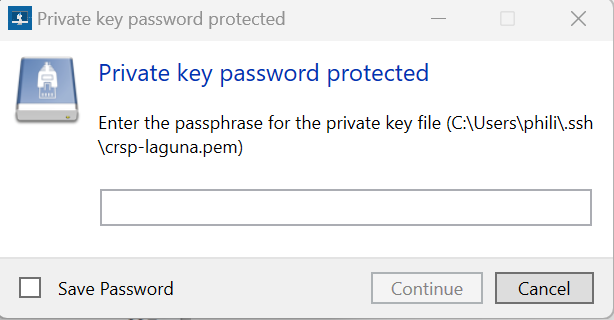 Private key password protected
Private key password protected
Enter the passphrase for the private key file (C:\Users\phili\.ssh
\crsp-laguna.pem)
Save Password
Continue
Cancel